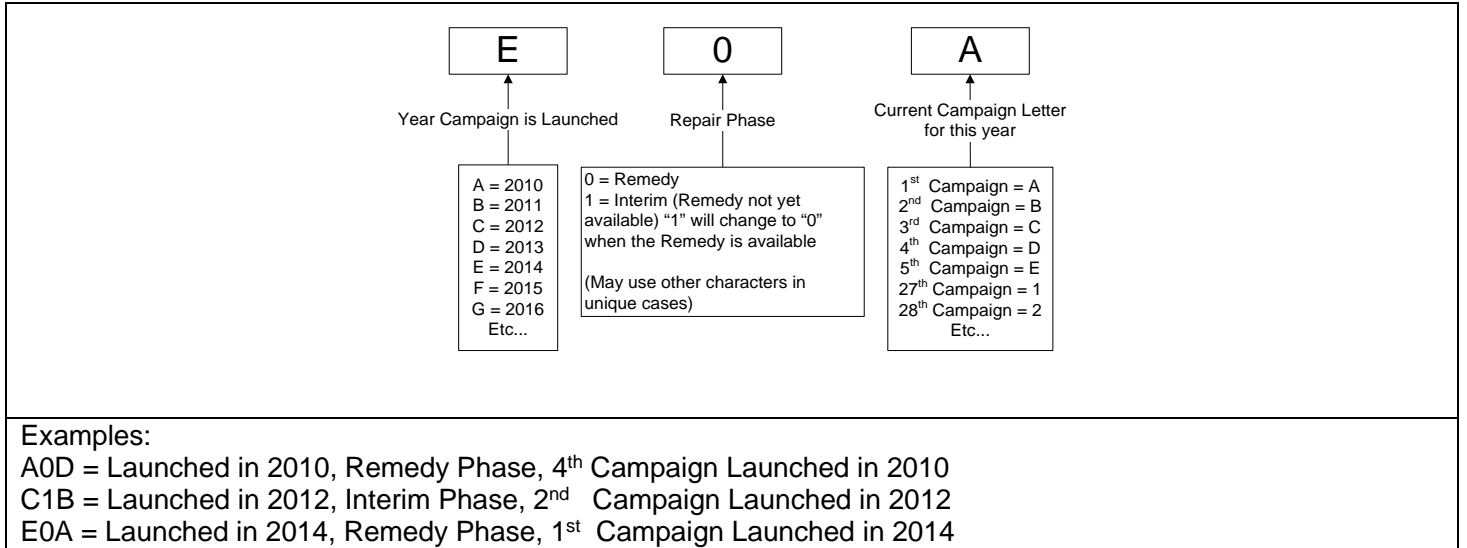 E 0 A
Year Campaign is Launched
Repair Phase
Current Campaign Letter
for this year
A = 2010
B = 2011
C = 2012
D = 2013
E = 2014
F = 2015
G = 2016
Etc...
0 = Remedy
1 = Interim (Remedy not yet
available) “1” will change to “0”
when the Remedy is available
(May use other characters in
unique cases)
1st Campaign = A
2nd Campaign = B
3rd Campaign = C
4th Campaign = D
5th Campaign = E
27th Campaign = 1
28th Campaign = 2
Etc...
Examples:
A0D = Launched in 2010, Remedy Phase, 4th Campaign Launched in 2010
C1B = Launched in 2012, Interim Phase, 2nd Campaign Launched in 2012
E0A = Launched in 2014, Remedy Phase, 1st Campaign Launched in 2014